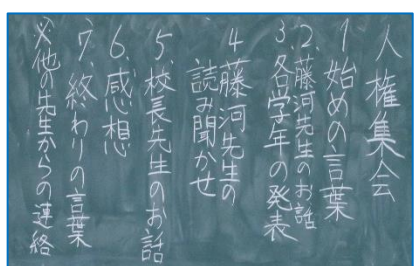 人権集会
1 始めの言葉
2、藤河先生のお話
3、各学年の発表
4 藤河先生の
読み聞かせ
5、校長先生のお話
6、感想
7、終わりの言葉
※他の先生からの連絡